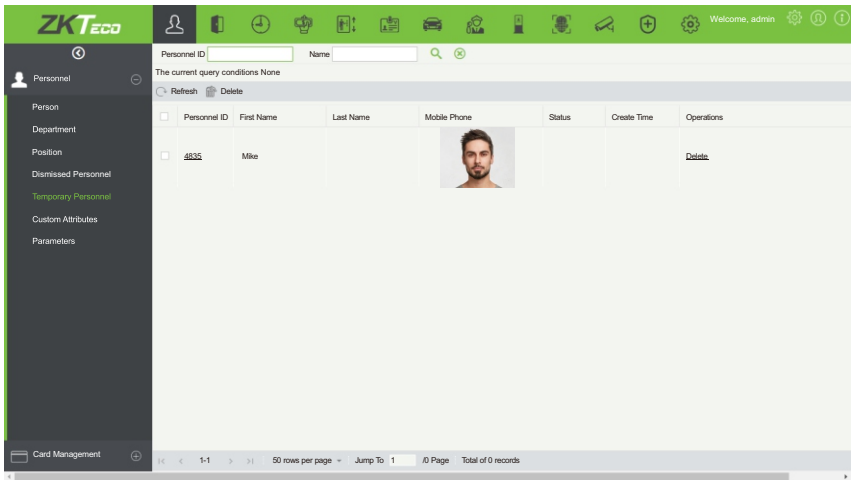 ZKTeco
Welcome, admin
Personnel ID
Name
The current query conditions None
Personnel
Refresh
Delete
Person
Department
Position
Dismissed Personnel
Temporary Personnel
Custom Attributes
Parameters
Personnel ID First Name Last Name Mobile Phone Status Create Time Operations
4835 Mike Delete
Card Management
1-1 50 rows per page Jump To 1 /0 Page Total of 0 records